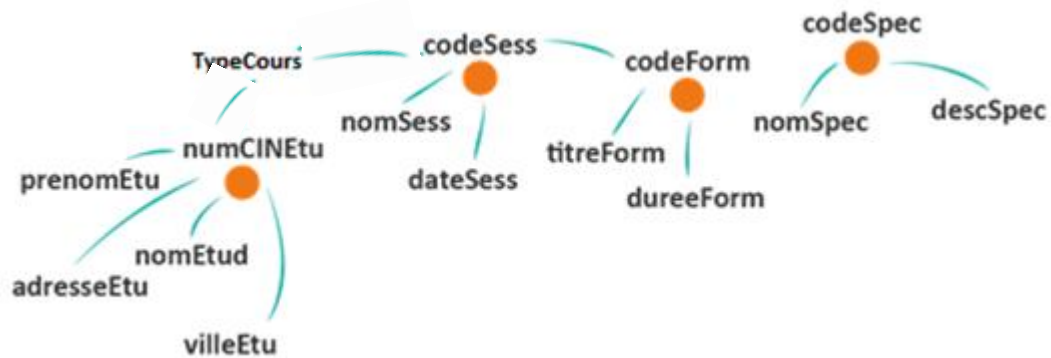 codeSpec
TypeCours
codeSess
codeForm
nomSess
nomSpec
descSpec
numCINEtu
titreForm
prenomEtu
dateSess
dureeForm
nomEtud
adresseEtu
villeEtu